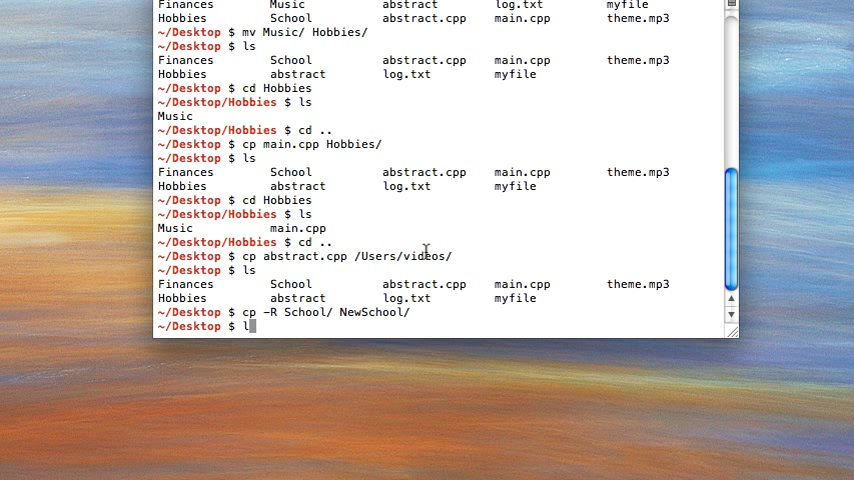 Finances Music abstract log.txt myfile
Hobbies School abstract.cpp main.cpp theme.mp3
~/Desktop $ mv Music/ Hobbies/
~/Desktop $ ls
Finances School abstract.cpp main.cpp theme.mp3
Hobbies abstract log.txt myfile
~/Desktop $ cd Hobbies
~/Desktop/Hobbies $ ls
Music
~/Desktop/Hobbies $ cd ..
~/Desktop $ cp main.cpp Hobbies/
~/Desktop $ ls
Finances School abstract.cpp main.cpp theme.mp3
Hobbies abstract log.txt myfile
~/Desktop $ cd Hobbies
~/Desktop/Hobbies $ ls
Music main.cpp
~/Desktop/Hobbies $ cd ..
~/Desktop $ cp abstract.cpp /Users/videos/
~/Desktop $ ls
Finances School abstract.cpp main.cpp theme.mp3
Hobbies abstract log.txt myfile
~/Desktop $ cp -R School/ NewSchool/
~/Desktop $ l